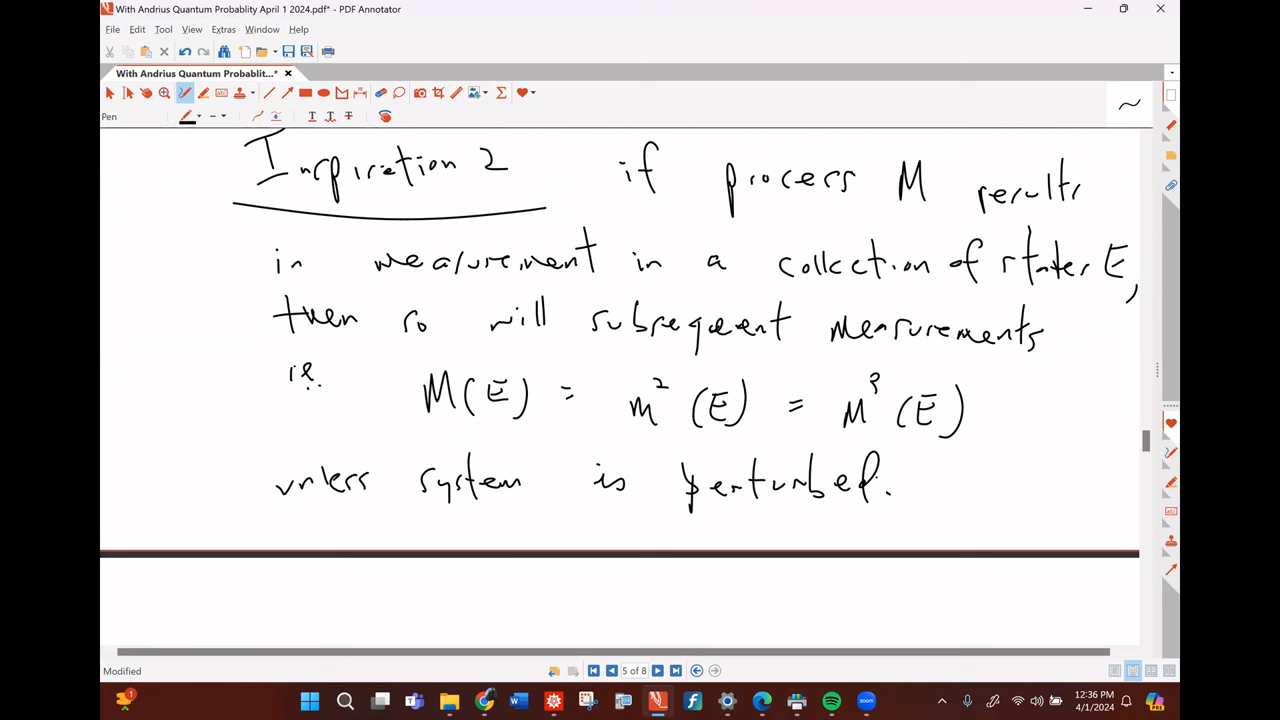 With Andrius Quantum Probablity April 1 2024.pdf* - PDF Annotator
File Edit Tool View Extras Window Help
With Andrius Quantum Probablit...*
Pen
Inspiration 2 if process M results
in measurement in a collection of states E,
then so will subsequent measurements
ie. M(E) = M²(E) = M³(E)
unless system is perturbed.
5 of 8
Modified
1
12:36 PM
4/1/2024